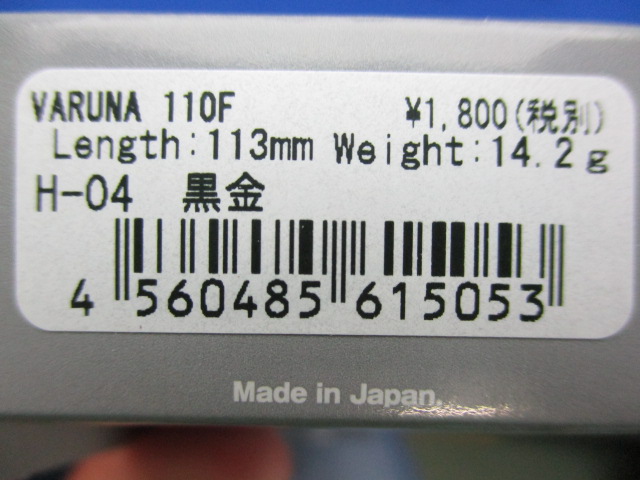 VARUNA 110F ¥1,800(税別)
Length:113mm Weight:14.2g
H-04 黒金
4 560485 615053
Made in Japan.